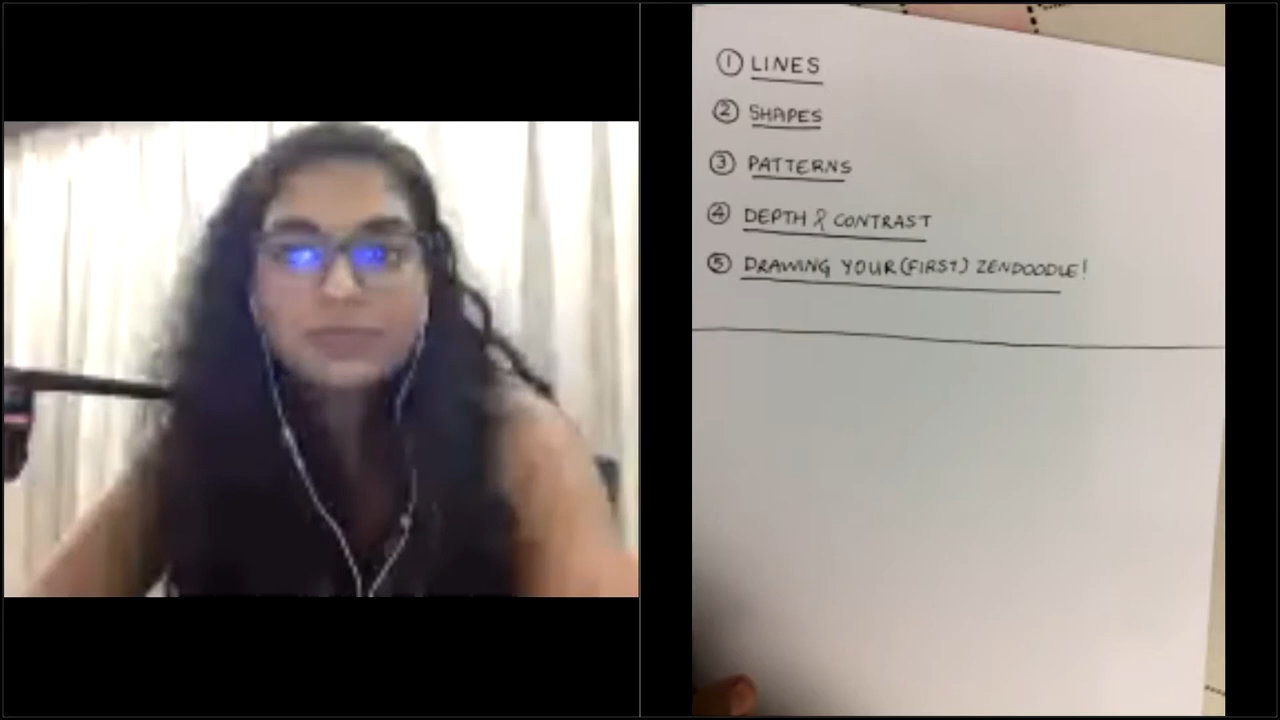 ① LINES
② SHAPES
③ PATTERNS
④ DEPTH & CONTRAST
⑤ DRAWING YOUR (FIRST) ZENDOODLE!